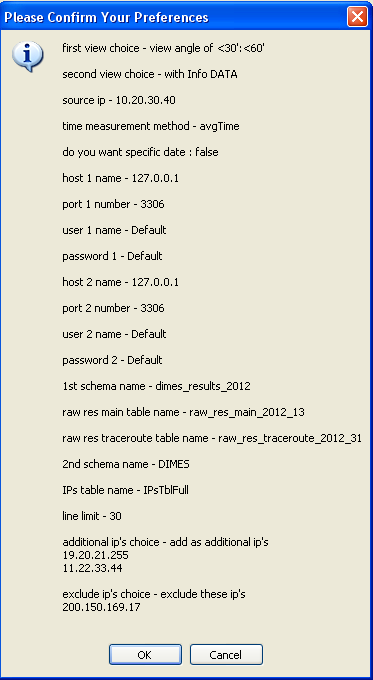 Please Confirm Your Preferences
first view choice - view angle of <30':<60'
second view choice - with Info DATA
source ip - 10.20.30.40
time measurement method - avgTime
do you want specific date : false
host 1 name - 127.0.0.1
port 1 number - 3306
user 1 name - Default
password 1 - Default
host 2 name - 127.0.0.1
port 2 number - 3306
user 2 name - Default
password 2 - Default
1st schema name - dimes_results_2012
raw res main table name - raw_res_main_2012_13
raw res traceroute table name - raw_res_traceroute_2012_31
2nd schema name - DIMES
IPs table name - IPsTblFull
line limit - 30
additional ip's choice - add as additional ip's
19.20.21.255
11.22.33.44
exclude ip's choice - exclude these ip's
200.150.169.17
OK
Cancel